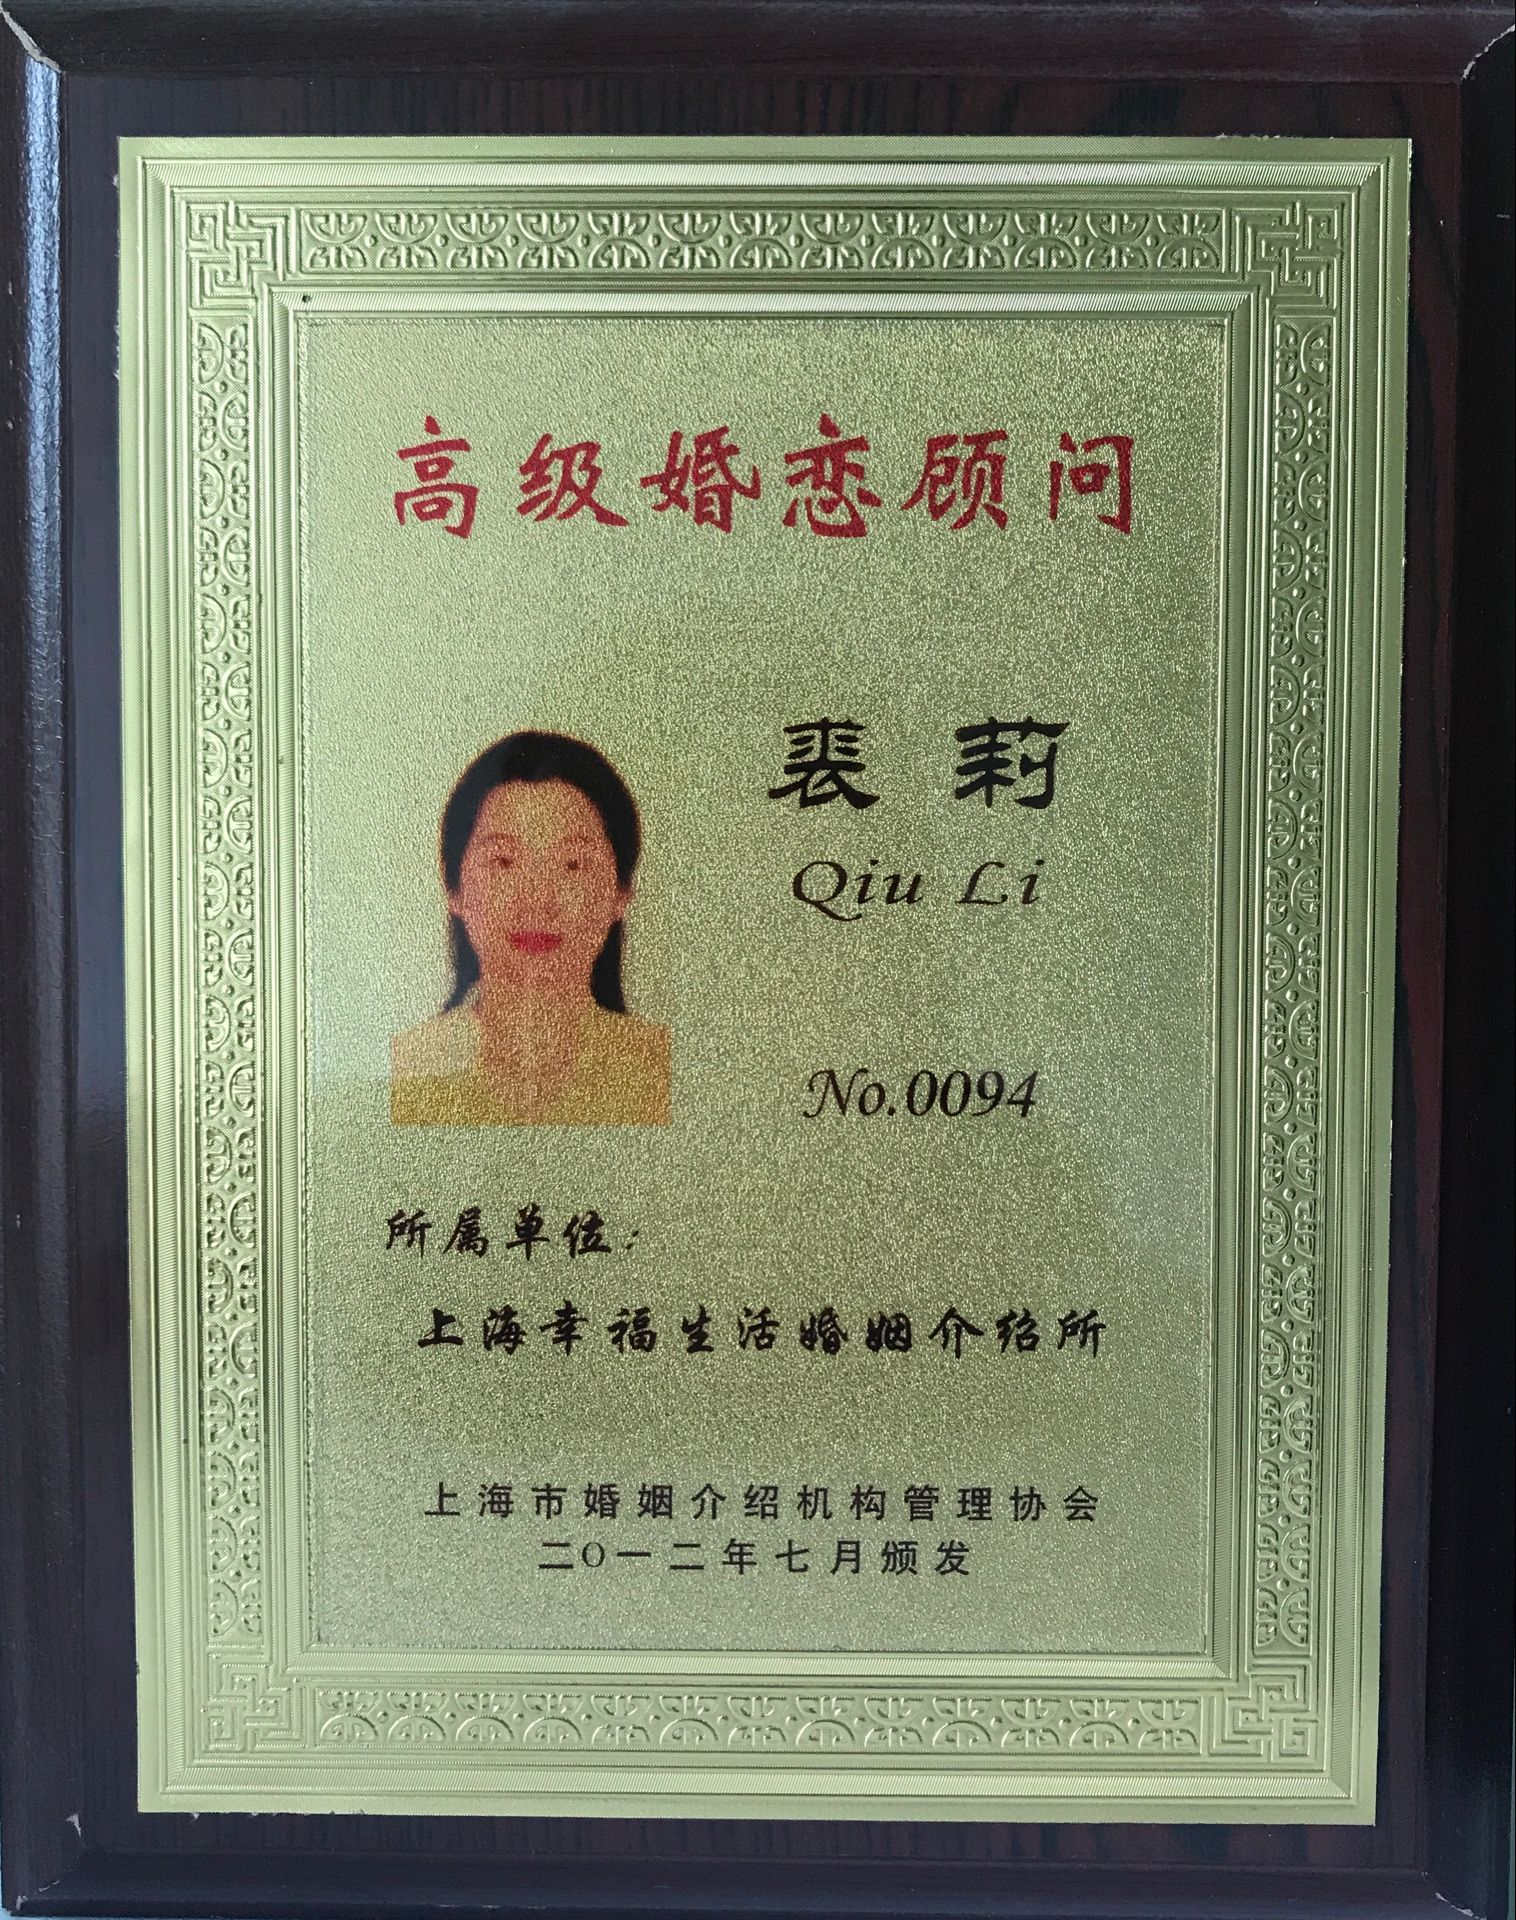 高级婚恋顾问
裘 莉
Qiu Li
No.0094
所属单位:
上海幸福生活婚姻介绍所
上海市婚姻介绍机构管理协会
二O一二年七月颁发